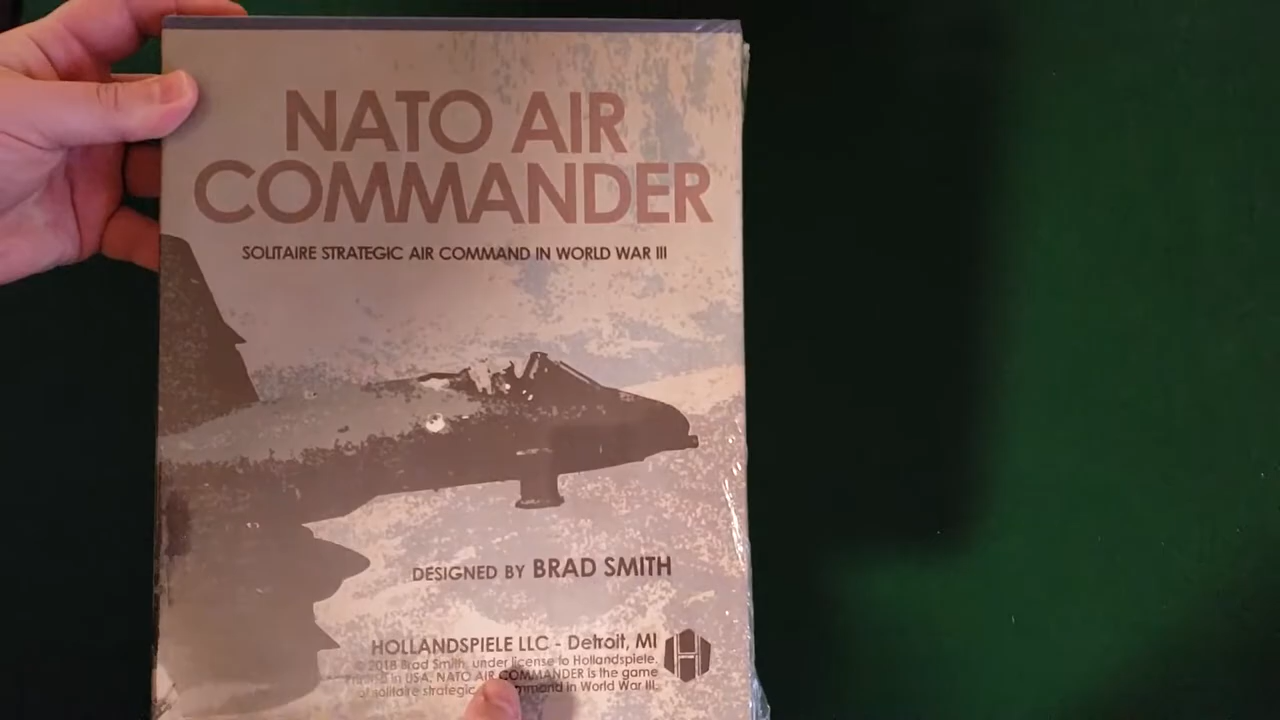 NATO AIR
COMMANDER
SOLITAIRE STRATEGIC AIR COMMAND IN WORLD WAR III
DESIGNED BY BRAD SMITH
HOLLANDSPIELE LLC - Detroit, MI
© 2018 Brad Smith, under license to Hollandspiele.
Printed in USA. NATO AIR COMMANDER is the game
of solitaire strategic mmand in World War III.